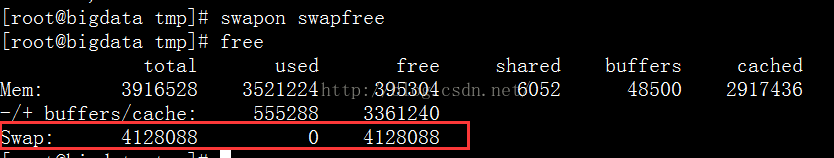 [root@bigdata tmp]# swapon swapfree
[root@bigdata tmp]# free
total used free shared buffers cached
Mem: 3916528 3521224 395304 6052 48500 2917436
-/+ buffers/cache: 555288 3361240
Swap: 4128088 0 4128088
[root@bigdata tmp]#